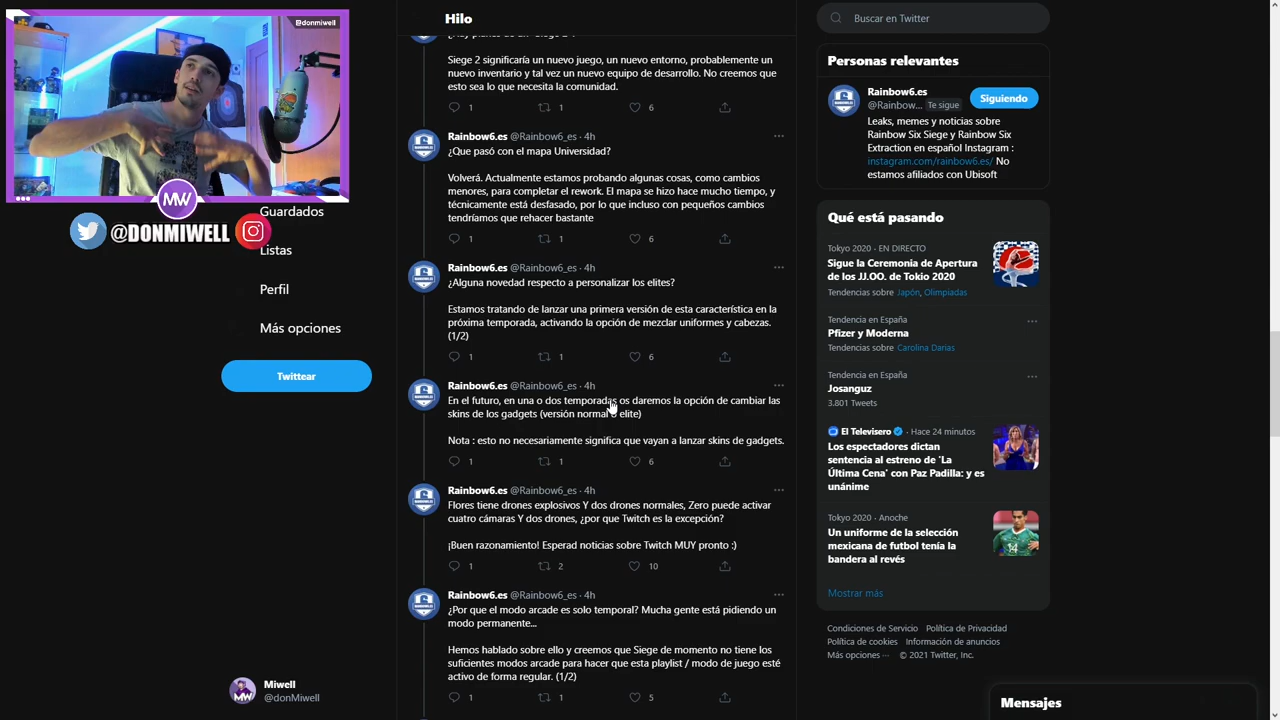 @donmiwell
MW
@DONMIWELL
Guardados
Listas
Perfil
Más opciones
Twittear
Miwell
@donMiwell
Hilo
Siege 2 significaría un nuevo juego, un nuevo entorno, probablemente un
nuevo inventario y tal vez un nuevo equipo de desarrollo. No creemos que
esto sea lo que necesita la comunidad.
1 1 6
Rainbow6.es @Rainbow6_es · 4h
¿Que pasó con el mapa Universidad?
Volverá. Actualmente estamos probando algunas cosas, como cambios
menores, para completar el rework. El mapa se hizo hace mucho tiempo, y
técnicamente está desfasado, por lo que incluso con pequeños cambios
tendríamos que rehacer bastante
1 1 6
Rainbow6.es @Rainbow6_es · 4h
¿Alguna novedad respecto a personalizar los elites?
Estamos tratando de lanzar una primera versión de esta característica en la
próxima temporada, activando la opción de mezclar uniformes y cabezas.
(1/2)
1 1 6
Rainbow6.es @Rainbow6_es · 4h
En el futuro, en una o dos temporadas os daremos la opción de cambiar las
skins de los gadgets (versión normal o elite)
Nota : esto no necesariamente significa que vayan a lanzar skins de gadgets.
1 1 6
Rainbow6.es @Rainbow6_es · 4h
Flores tiene drones explosivos Y dos drones normales, Zero puede activar
cuatro cámaras Y dos drones, ¿por que Twitch es la excepción?
¡Buen razonamiento! Esperad noticias sobre Twitch MUY pronto :)
1 2 10
Rainbow6.es @Rainbow6_es · 4h
¿Por que el modo arcade es solo temporal? Mucha gente está pidiendo un
modo permanente...
Hemos hablado sobre ello y creemos que Siege de momento no tiene los
suficientes modos arcade para hacer que esta playlist / modo de juego esté
activo de forma regular. (1/2)
1 1 5
Buscar en Twitter
Personas relevantes
Rainbow6.es
@Rainbow... Te sigue
Siguiendo
Leaks, memes y noticias sobre
Rainbow Six Siege y Rainbow Six
Extraction en español Instagram :
instagram.com/rainbow6.es/ No
estamos afiliados con Ubisoft
Qué está pasando
Tokyo 2020 · EN DIRECTO
Sigue la Ceremonia de Apertura
de los JJ.OO. de Tokio 2020
Tendencias sobre Japón, Olimpiadas
Tendencia en España
Pfizer y Moderna
Tendencias sobre Carolina Darias
Tendencia en España
Josanguz
3.801 Tweets
El Televisero · Hace 24 minutos
Los espectadores dictan
sentencia al estreno de 'La
Última Cena' con Paz Padilla: y es
unánime
Tokyo 2020 · Anoche
Un uniforme de la selección
mexicana de futbol tenía la
bandera al revés
Mostrar más
Condiciones de Servicio Política de Privacidad
Política de cookies Información de anuncios
Más opciones ··· © 2021 Twitter, Inc.
Mensajes